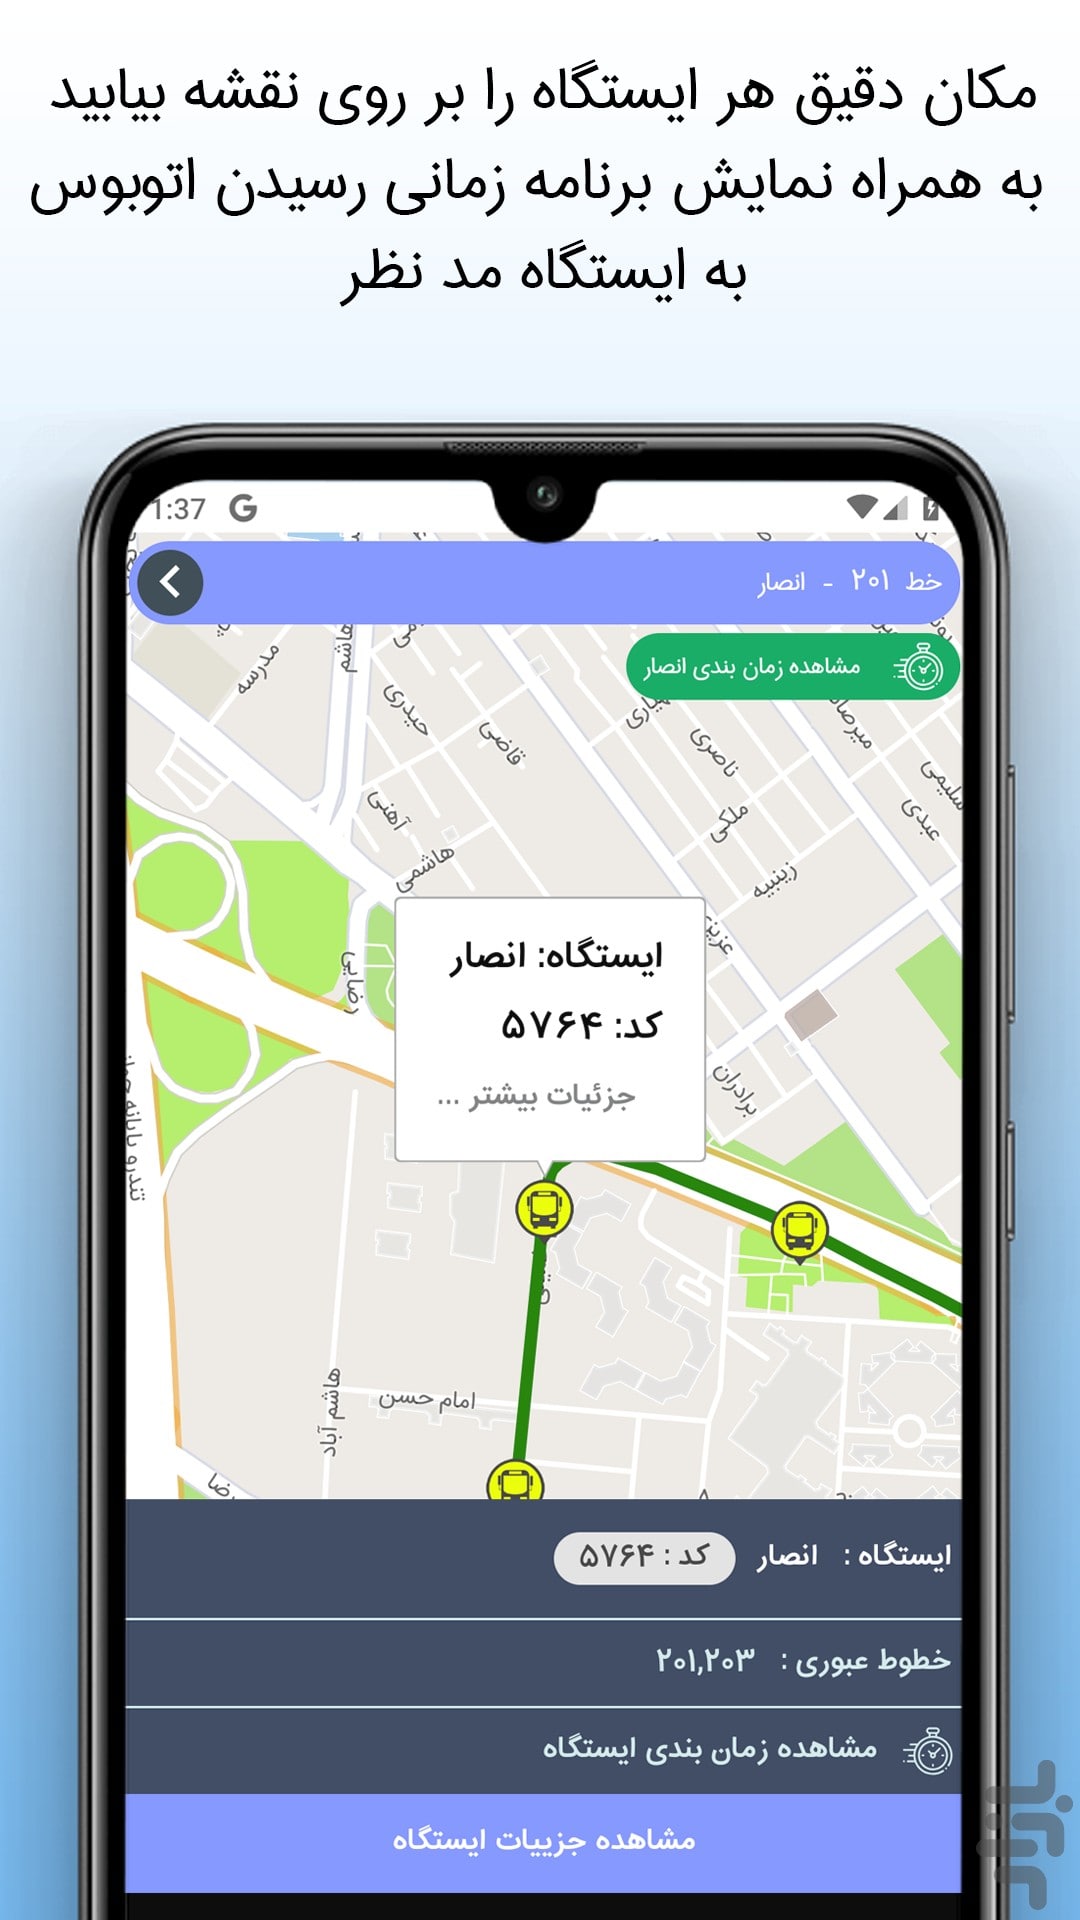 مکان دقیق هر ایستگاه را بر روی نقشه بیابید
به همراه نمایش برنامه زمانی رسیدن اتوبوس
به ایستگاه مد نظر
1:37 G
خط ۲۰۱ - انصار
مشاهده زمان بندی انصار
مدرسه
هاشم
حیدری
قاضی
ناصری
میرصا
سلیمی
عبدی
آهنی
ملکی
هاشمی
زینبیه
رضایی
برادران
ایستگاه: انصار
کد: ۵۷۶۴
جزئیات بیشتر ...
امام حسن
هاشم آباد
ایستگاه : انصار کد : ۵۷۶۴
خطوط عبوری : ۲۰۱,۲۰۳
مشاهده زمان بندی ایستگاه
مشاهده جزییات ایستگاه
بازار